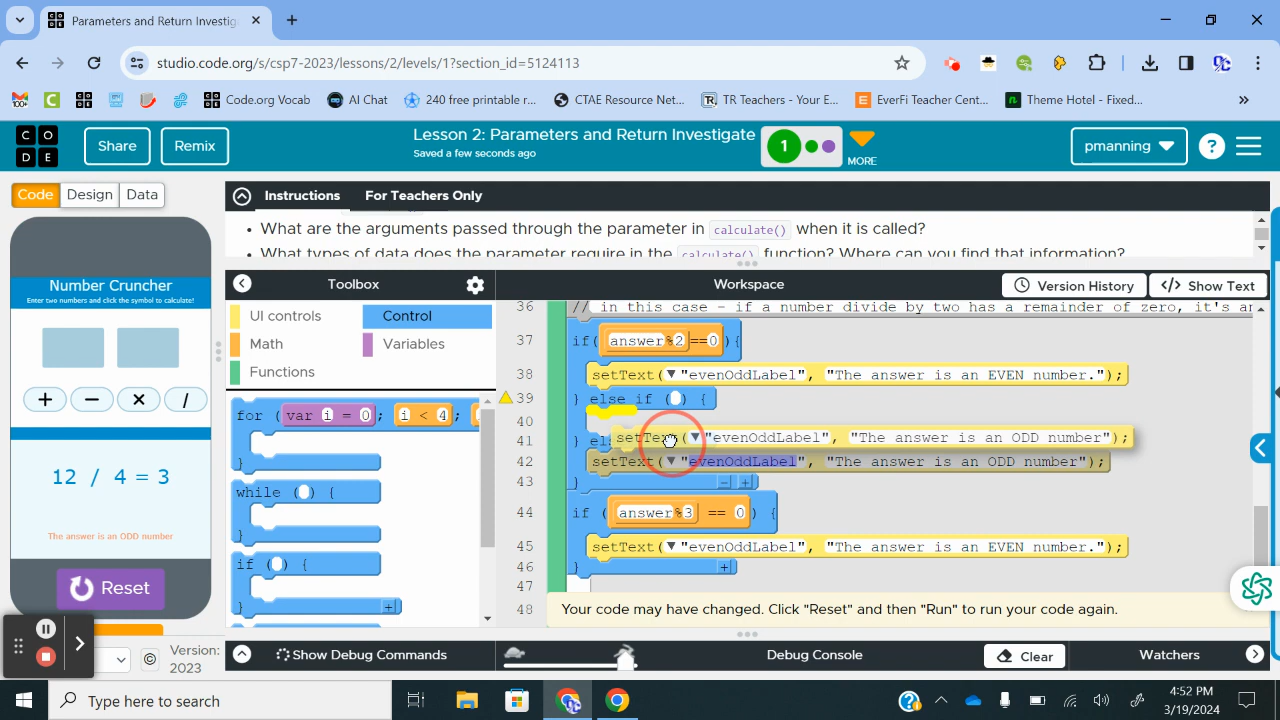 Parameters and Return Investig
studio.code.org/s/csp7-2023/lessons/2/levels/1?section_id=5124113
Code.org Vocab
AI Chat
240 free printable r...
CTAE Resource Net...
TR Teachers - Your E...
EverFi Teacher Cent...
Theme Hotel - Fixed...
»
C O
D E
Share
Remix
Lesson 2: Parameters and Return Investigate
Saved a few seconds ago
1
MORE
pmanning
?
Code
Design
Data
Instructions
For Teachers Only
• What are the arguments passed through the parameter in calculate() when it is called?
• What types of data does the parameter require in the calculate() function? Where can you find that information?
Toolbox
Workspace
Version History
</> Show Text
UI controls
Control
Math
Variables
Functions
for ( var i = 0; i < 4;
}
while () {
}
if () {
}
+
Number Cruncher
Enter two numbers and click the symbol to calculate!
+ − × /
12 / 4 = 3
The answer is an ODD number
Reset
36 // in this case - if a number divide by two has a remainder of zero, it's an
37 if( answer%2 ==0){
38 setText( "evenOddLabel", "The answer is an EVEN number.");
39 } else if () {
40
setText( "evenOddLabel", "The answer is an ODD number");
41 } el
42 setText( "evenOddLabel", "The answer is an ODD number");
43 } − +
44 if ( answer%3 == 0 ) {
45 setText( "evenOddLabel", "The answer is an EVEN number.");
46 } +
47
48
Your code may have changed. Click "Reset" and then "Run" to run your code again.
©
Version:
2023
Show Debug Commands
Debug Console
Clear
Watchers
Type here to search
4:52 PM
3/19/2024